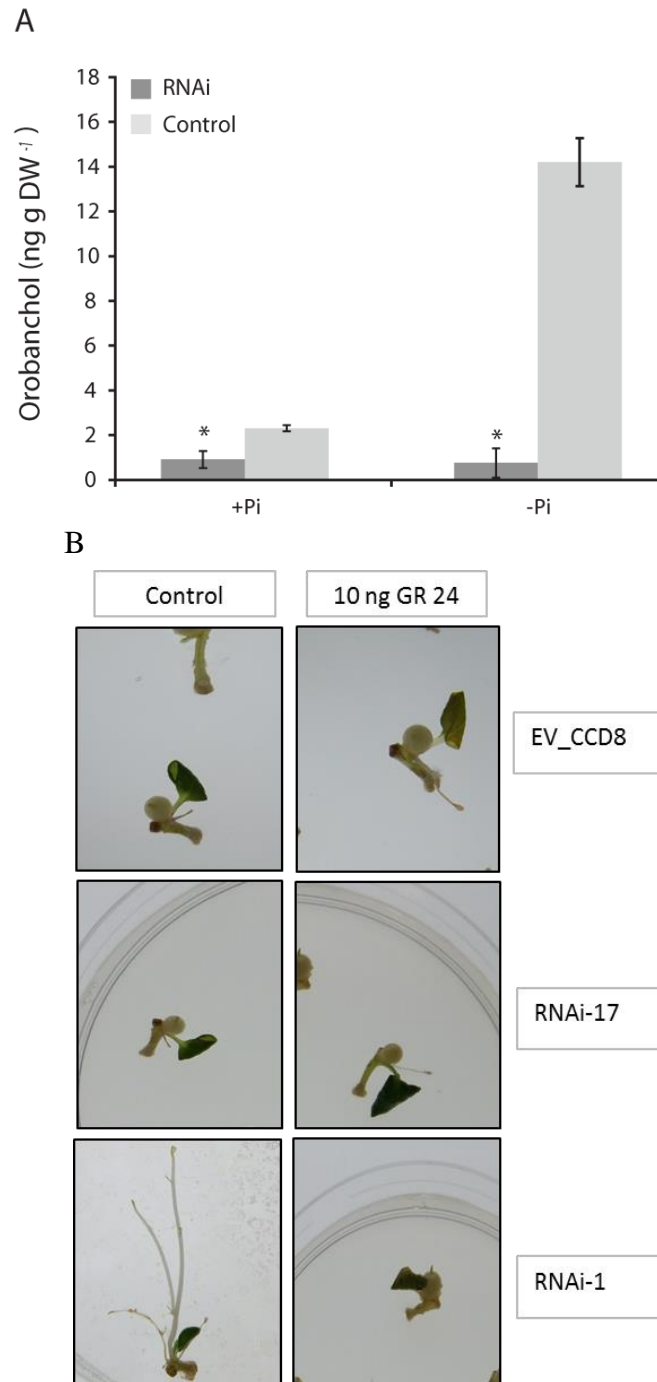 A
Orobanchol (ng g DW⁻¹)
18
16
14
12
10
8
6
4
2
0
RNAi
Control
*
*
+Pi
-Pi
B
Control
10 ng GR 24
EV_CCD8
RNAi-17
RNAi-1